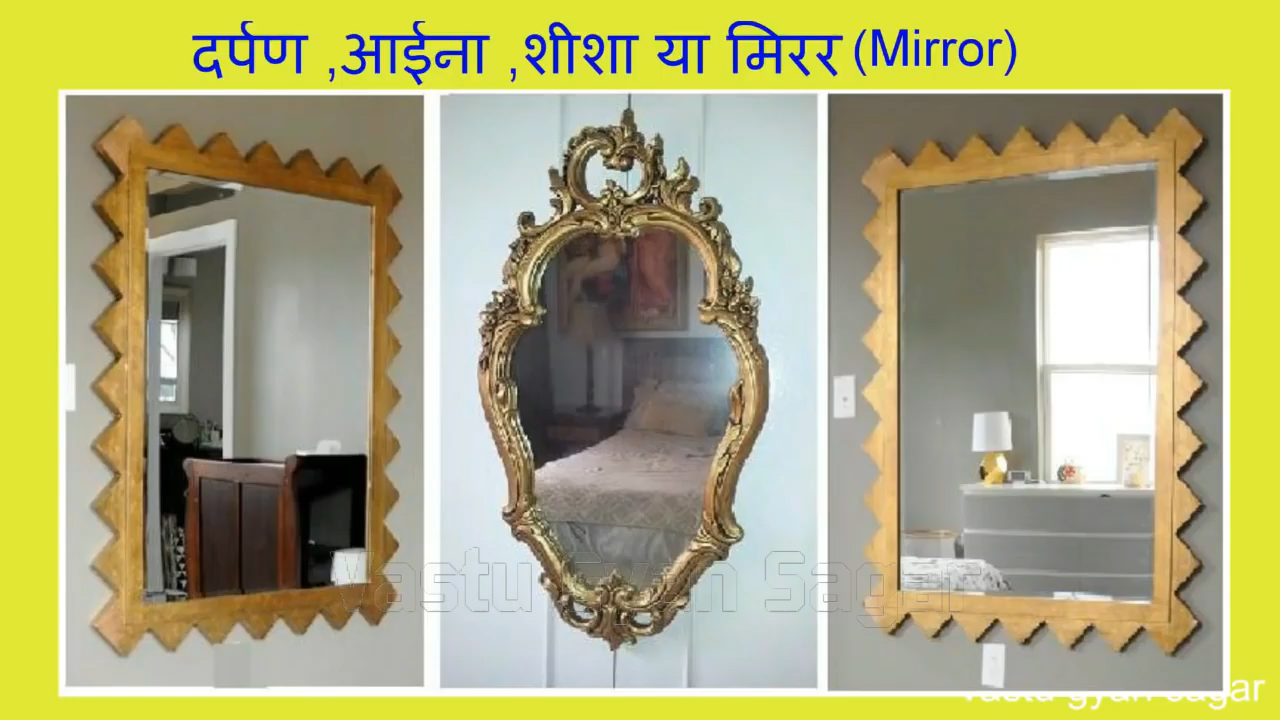 दर्पण ,आईना ,शीशा या मिरर (Mirror)
Vastu Gyan Sagar
vastu gyan sagar